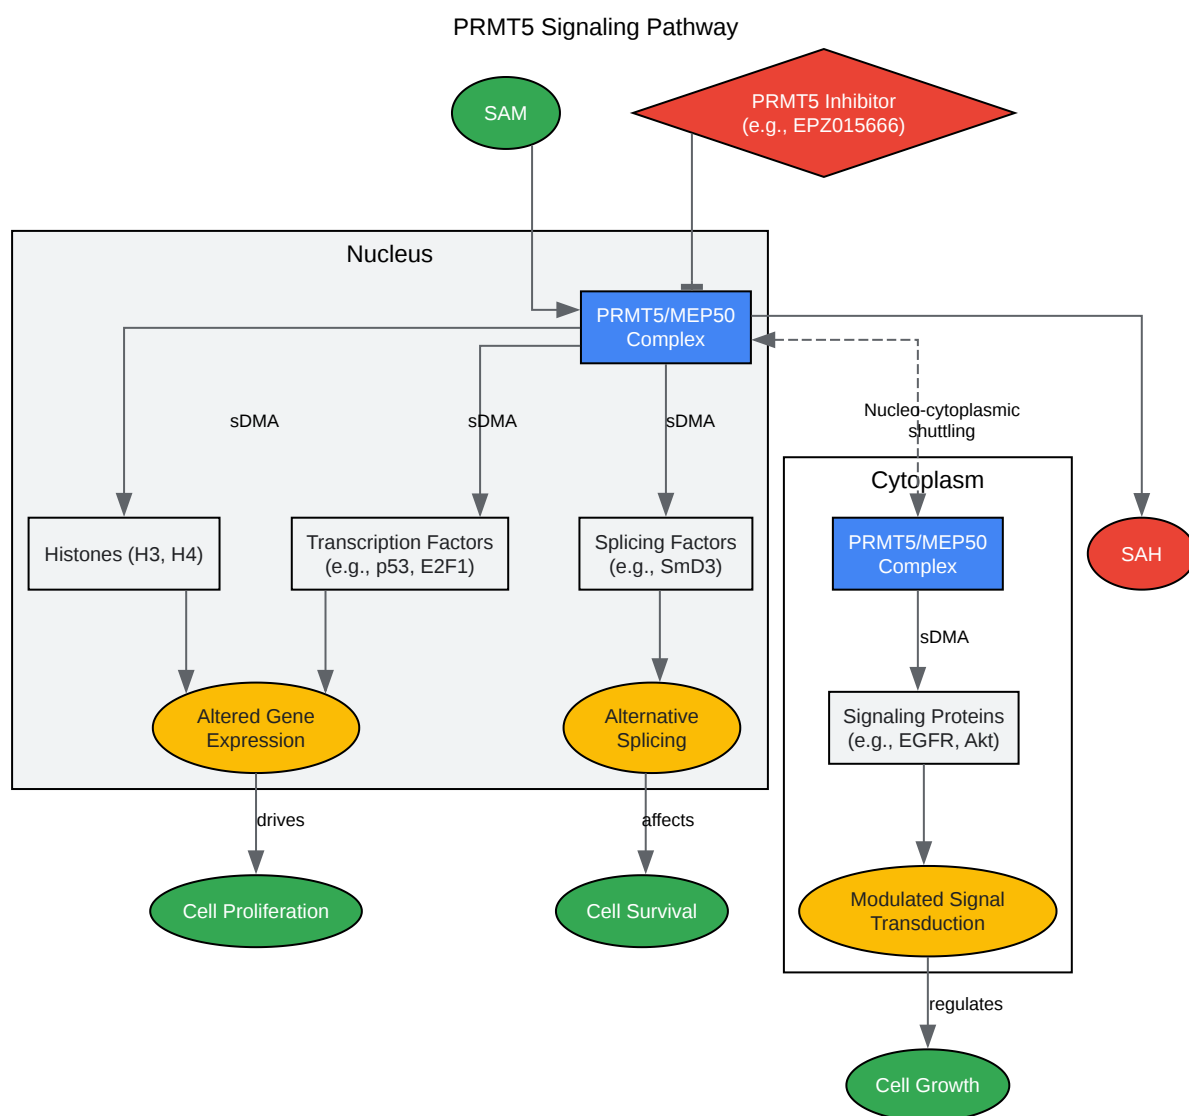 PRMT5 Signaling Pathway
SAM
PRMT5 Inhibitor
(e.g., EPZ015666)
Nucleus
PRMT5/MEP50
Complex
sDMA
sDMA
sDMA
Nucleo-cytoplasmic
shuttling
Cytoplasm
Histones (H3, H4)
Transcription Factors
(e.g., p53, E2F1)
Splicing Factors
(e.g., SmD3)
PRMT5/MEP50
Complex
SAH
sDMA
Altered Gene
Expression
Alternative
Splicing
Signaling Proteins
(e.g., EGFR, Akt)
drives
affects
Cell Proliferation
Cell Survival
Modulated Signal
Transduction
regulates
Cell Growth